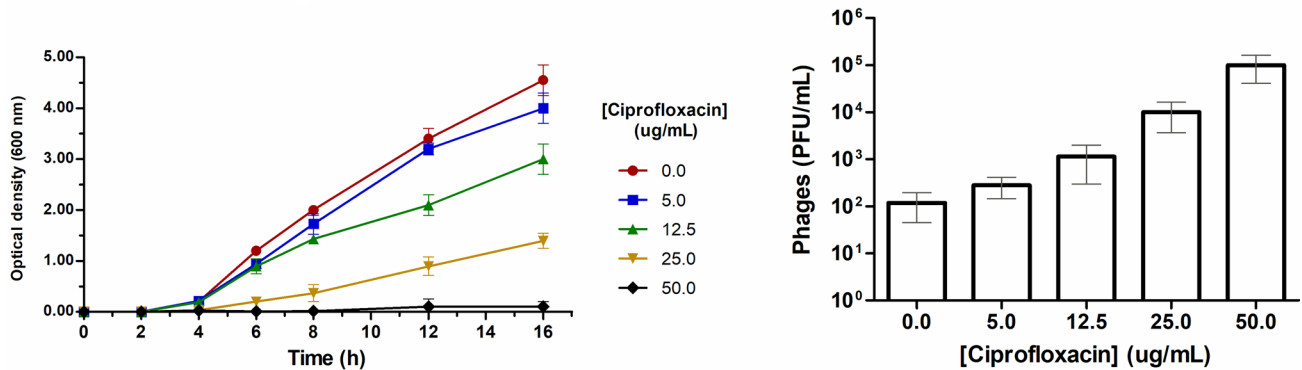 Optical density (600 nm)
5.00
4.00
3.00
2.00
1.00
0.00
0 2 4 6 8 10 12 14 16
Time (h)
[Ciprofloxacin]
(ug/mL)
0.0
5.0
12.5
25.0
50.0
Phages (PFU/mL)
10⁶
10⁵
10⁴
10³
10²
10¹
10⁰
0.0 5.0 12.5 25.0 50.0
[Ciprofloxacin] (ug/mL)